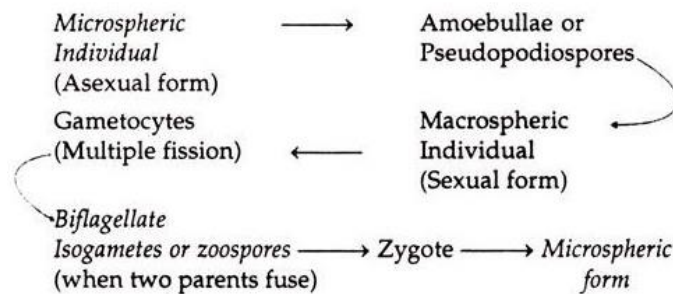 Microspheric ⟶ Amoebullae or
Individual Pseudopodiospores
(Asexual form)
Gametocytes Macrospheric
(Multiple fission) ⟵ Individual
(Sexual form)
Biflagellate
Isogametes or zoospores ⟶ Zygote ⟶ Microspheric
(when two parents fuse) form